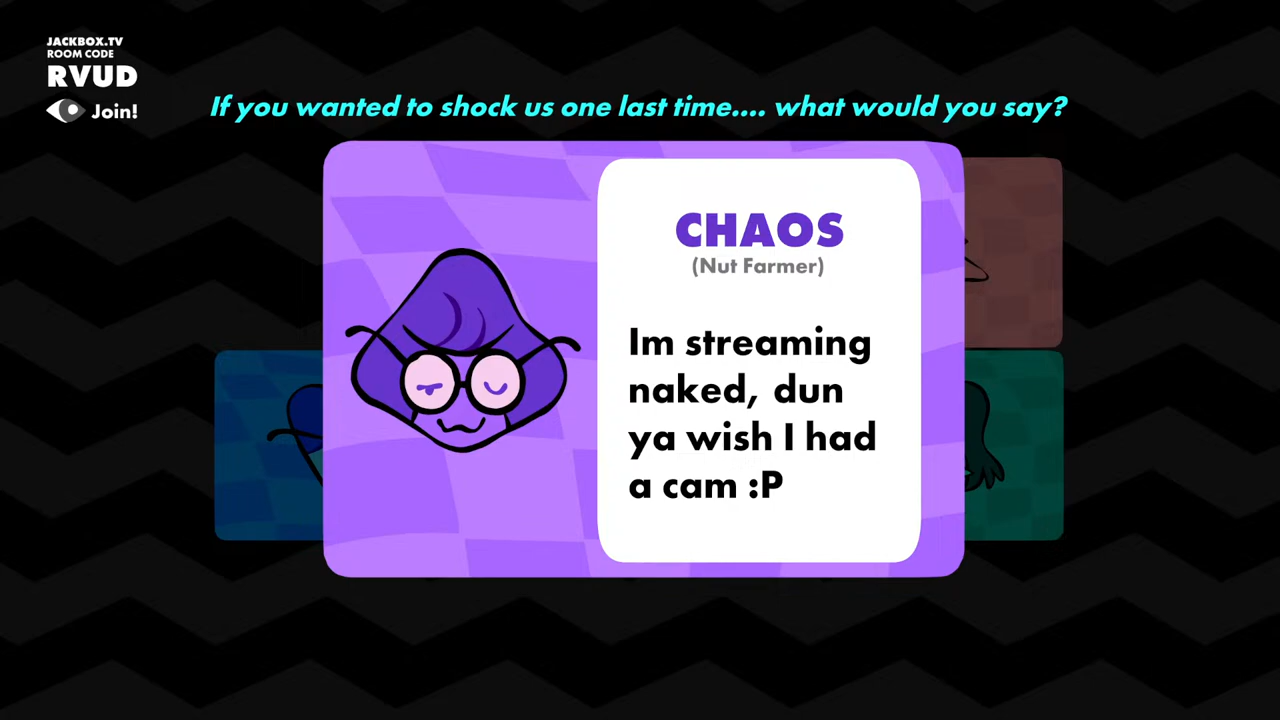 JACKBOX.TV
ROOM CODE
RVUD
Join!
If you wanted to shock us one last time.... what would you say?
CHAOS
(Nut Farmer)
Im streaming
naked, dun
ya wish I had
a cam :P